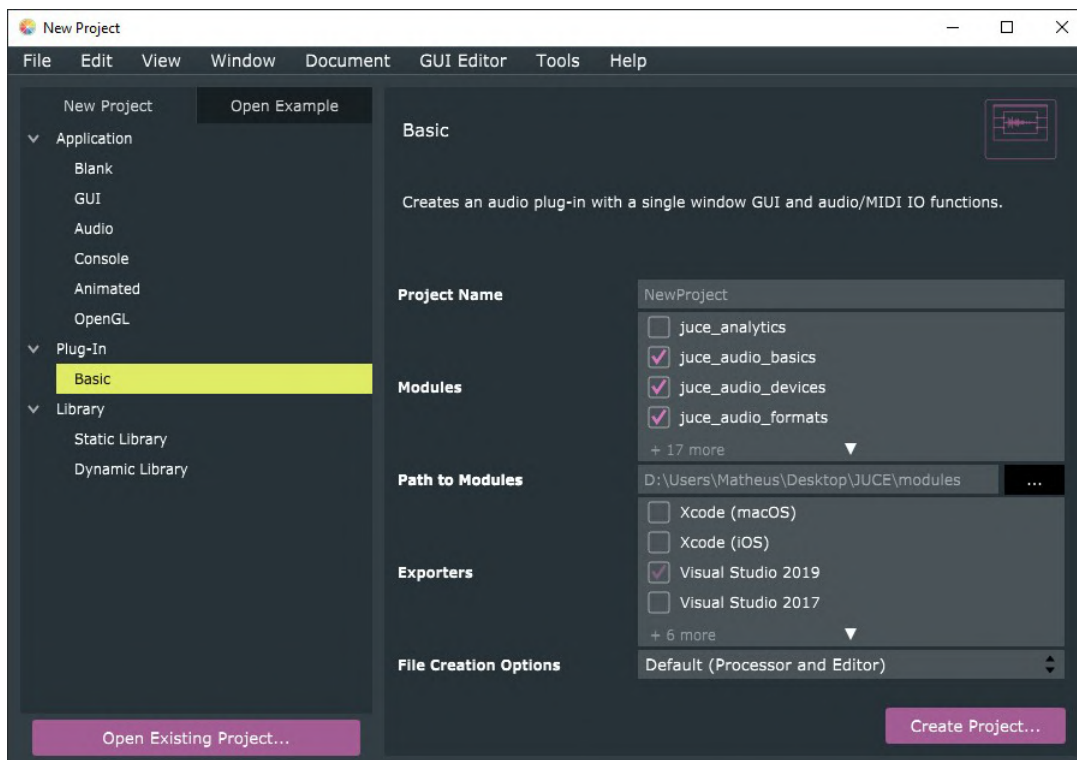 New Project
File Edit View Window Document GUI Editor Tools Help
New Project Open Example
Application
Blank
GUI
Audio
Console
Animated
OpenGL
Plug-In
Basic
Library
Static Library
Dynamic Library
Open Existing Project...
Basic
Creates an audio plug-in with a single window GUI and audio/MIDI IO functions.
Project Name NewProject
Modules
juce_analytics
juce_audio_basics
juce_audio_devices
juce_audio_formats
+ 17 more
Path to Modules D:\Users\Matheus\Desktop\JUCE\modules ...
Exporters
Xcode (macOS)
Xcode (iOS)
Visual Studio 2019
Visual Studio 2017
+ 6 more
File Creation Options Default (Processor and Editor)
Create Project...